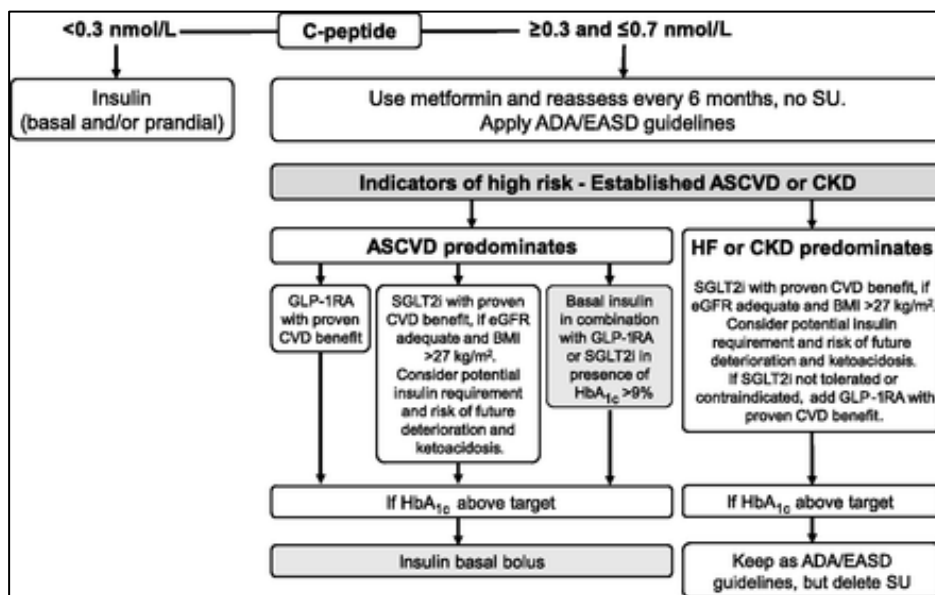 <0.3 nmol/L
C-peptide
≥0.3 and ≤0.7 nmol/L
Insulin
(basal and/or prandial)
Use metformin and reassess every 6 months, no SU.
Apply ADA/EASD guidelines
Indicators of high risk - Established ASCVD or CKD
ASCVD predominates
GLP-1RA
with proven
CVD benefit
SGLT2i with proven
CVD benefit, if eGFR
adequate and BMI
>27 kg/m².
Consider potential
insulin requirement
and risk of future
deterioration and
ketoacidosis.
Basal insulin
in combination
with GLP-1RA
or SGLT2i in
presence of
HbA1c >9%
HF or CKD predominates
SGLT2i with proven CVD benefit, if
eGFR adequate and BMI >27 kg/m².
Consider potential insulin
requirement and risk of future
deterioration and ketoacidosis.
If SGLT2i not tolerated or
contraindicated, add GLP-1RA with
proven CVD benefit.
If HbA1c above target
If HbA1c above target
Insulin basal bolus
Keep as ADA/EASD
guidelines, but delete SU